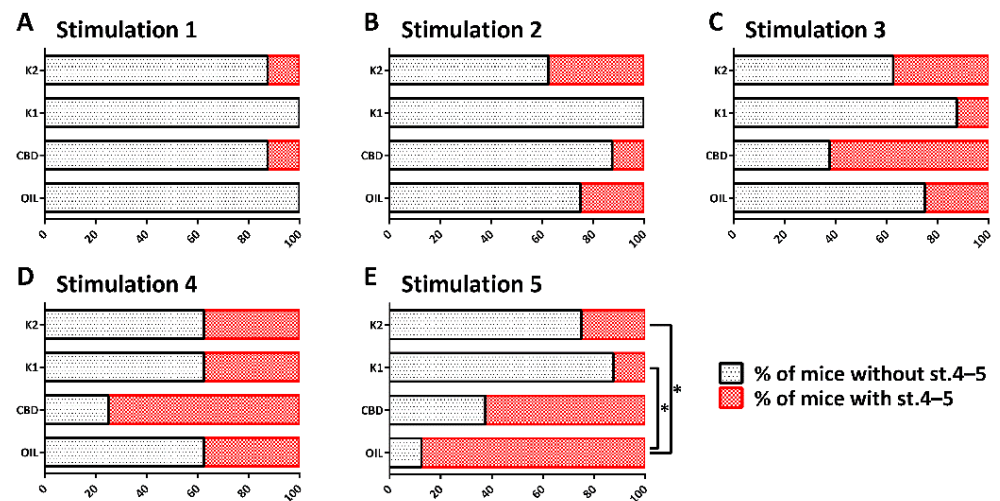 A Stimulation 1
K2
K1
CBD
OIL
0 20 40 60 80 100
B Stimulation 2
K2
K1
CBD
OIL
0 20 40 60 80 100
C Stimulation 3
K2
K1
CBD
OIL
0 20 40 60 80 100
D Stimulation 4
K2
K1
CBD
OIL
0 20 40 60 80 100
E Stimulation 5
K2
K1
CBD
OIL
* *
0 20 40 60 80 100
% of mice without st.4–5
% of mice with st.4–5